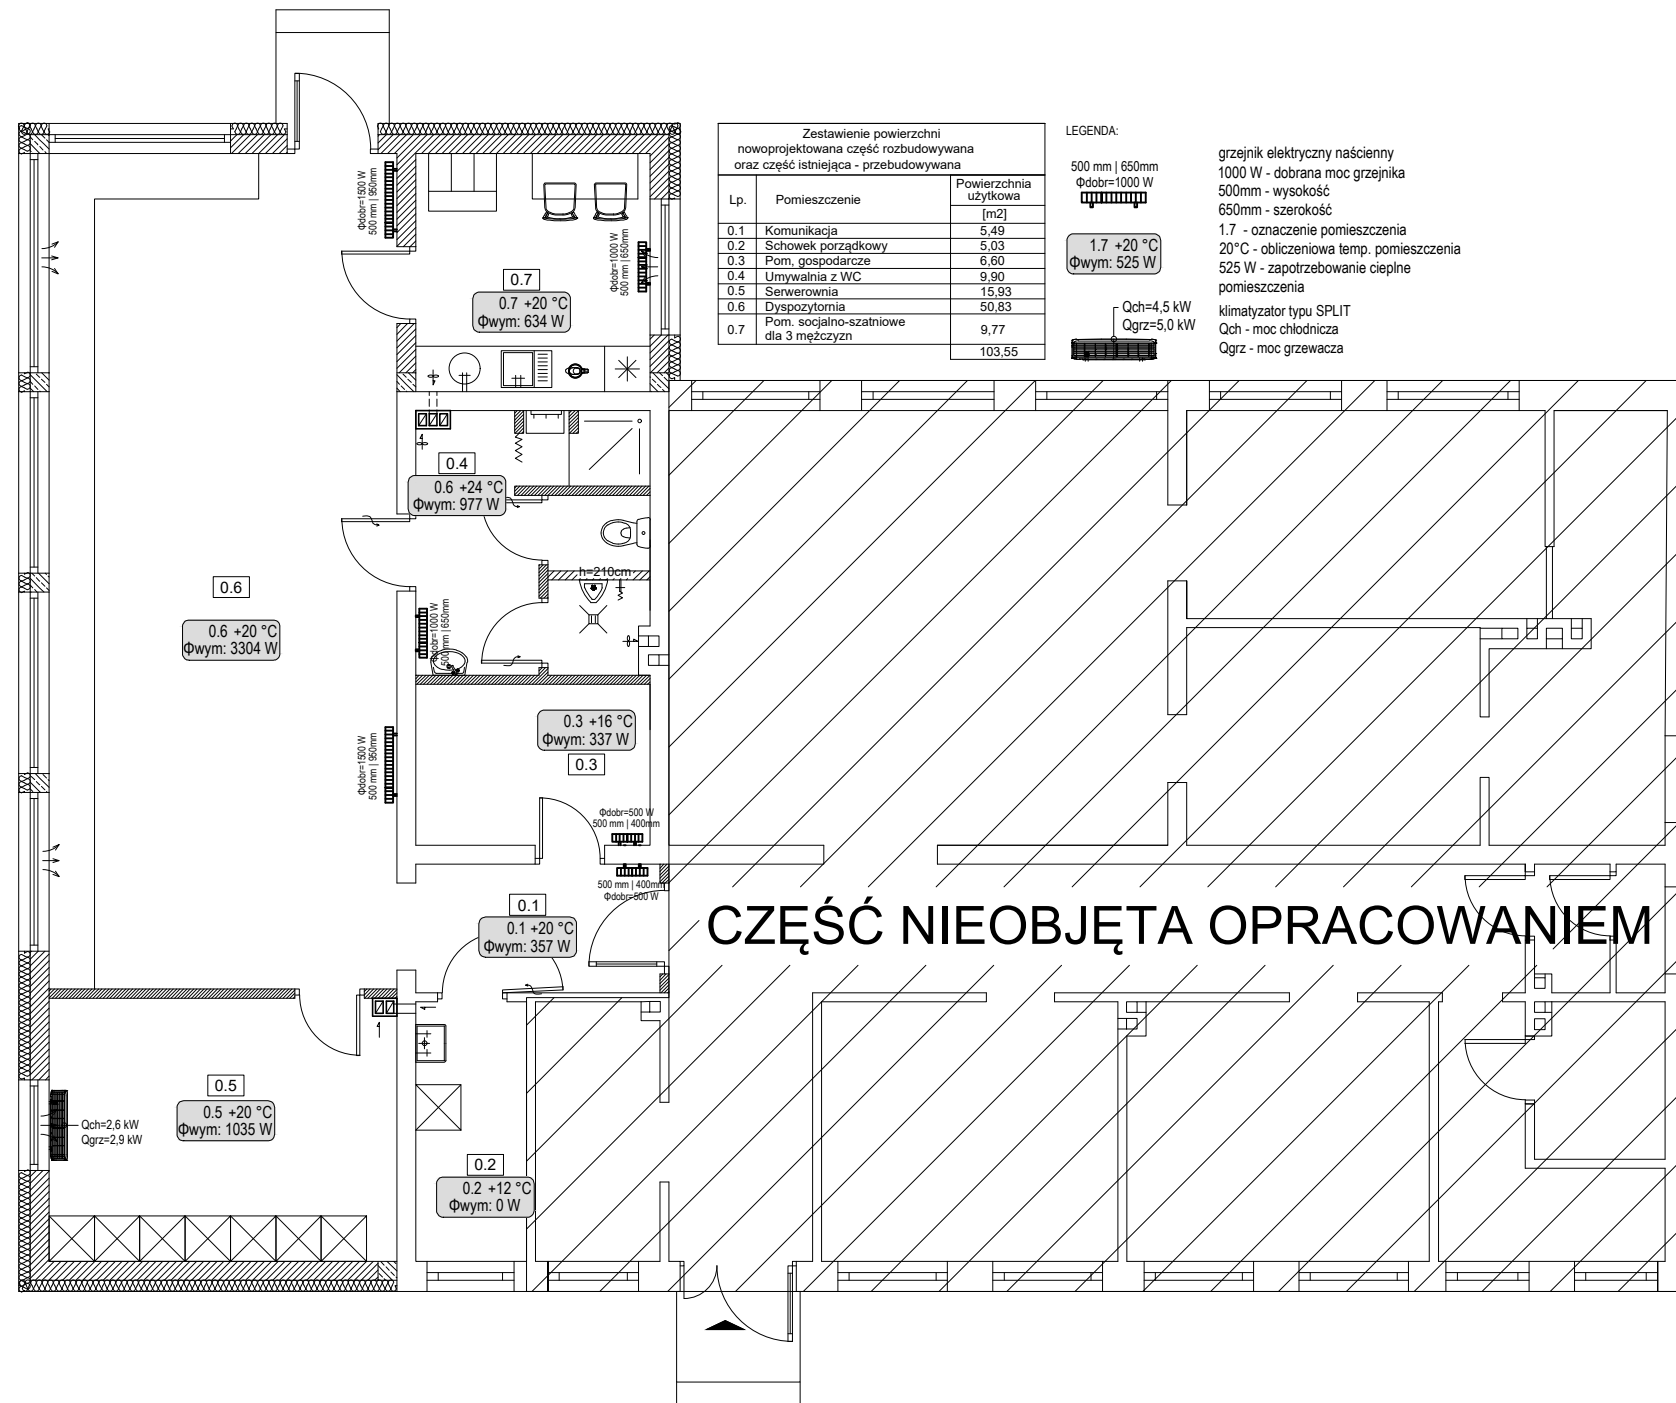 Zestawienie powierzchni
nowoprojektowana część rozbudowywana
oraz część istniejąca - przebudowywana
Lp. Pomieszczenie Powierzchnia użytkowa
[m2]
0.1 Komunikacja 5,49
0.2 Schowek porządkowy 5,03
0.3 Pom, gospodarcze 6,60
0.4 Umywalnia z WC 9,90
0.5 Serwerownia 15,93
0.6 Dyspozytornia 50,83
0.7 Pom. socjalno-szatniowe dla 3 mężczyzn 9,77
103,55
LEGENDA:
500 mm | 650mm
Φdobr=1000 W
grzejnik elektryczny naścienny
1000 W - dobrana moc grzejnika
500mm - wysokość
650mm - szerokość
1.7 +20 °C
Φwym: 525 W
1.7 - oznaczenie pomieszczenia
20°C - obliczeniowa temp. pomieszczenia
525 W - zapotrzebowanie cieplne
pomieszczenia
Qch=4,5 kW
Qgrz=5,0 kW
klimatyzator typu SPLIT
Qch - moc chłodnicza
Qgrz - moc grzewacza
Φdobr=1500 W
500 mm | 950mm
Φdobr=1000 W
500 mm | 650mm
0.7
0.7 +20 °C
Φwym: 634 W
0.4
0.6 +24 °C
Φwym: 977 W
h=210cm
0.6
0.6 +20 °C
Φwym: 3304 W
Φdobr=1000 W
500 mm | 650mm
0.3 +16 °C
Φwym: 337 W
0.3
Φdobr=1500 W
500 mm | 950mm
Φdobr=500 W
500 mm | 400mm
500 mm | 400mm
Φdobr=500 W
0.1
0.1 +20 °C
Φwym: 357 W
CZĘŚĆ NIEOBJĘTA OPRACOWANIEM
0.5
0.5 +20 °C
Φwym: 1035 W
Qch=2,6 kW
Qgrz=2,9 kW
0.2
0.2 +12 °C
Φwym: 0 W